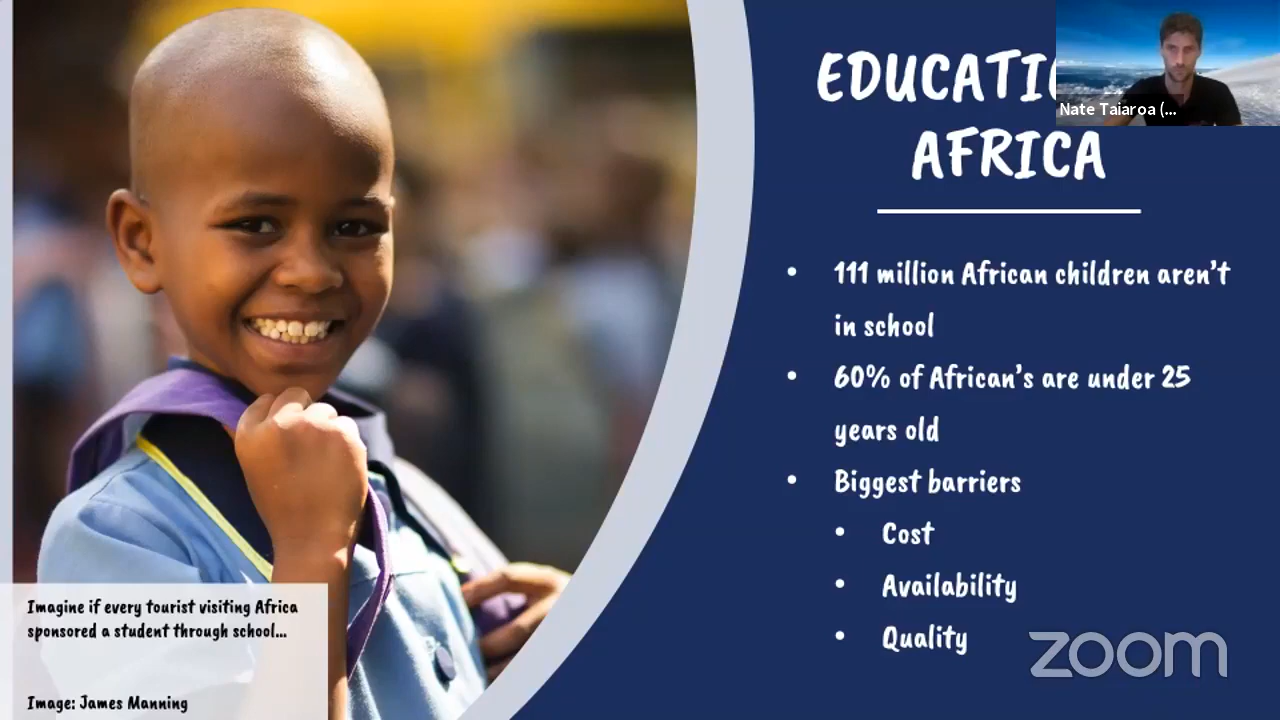 EDUCATI
AFRICA
Nate Taiaroa (...
• 111 million African children aren't
in school
• 60% of African's are under 25
years old
• Biggest barriers
• Cost
• Availability
• Quality
Imagine if every tourist visiting Africa
sponsored a student through school...
Image: James Manning
zoom